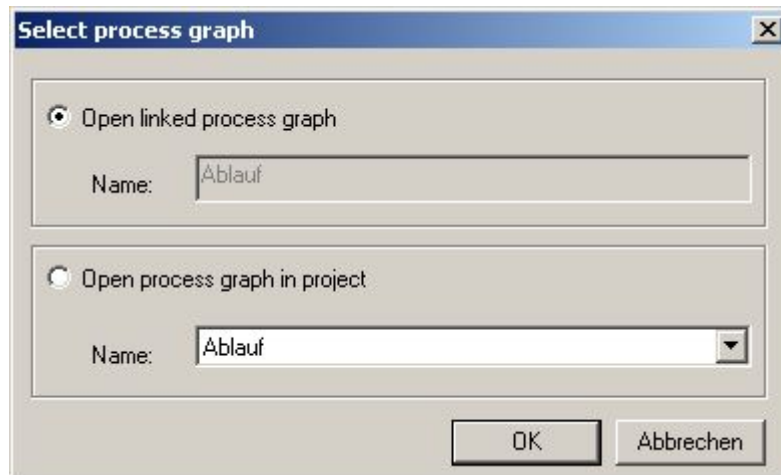 Select process graph
Open linked process graph
Name: Ablauf
Open process graph in project
Name: Ablauf
OK Abbrechen